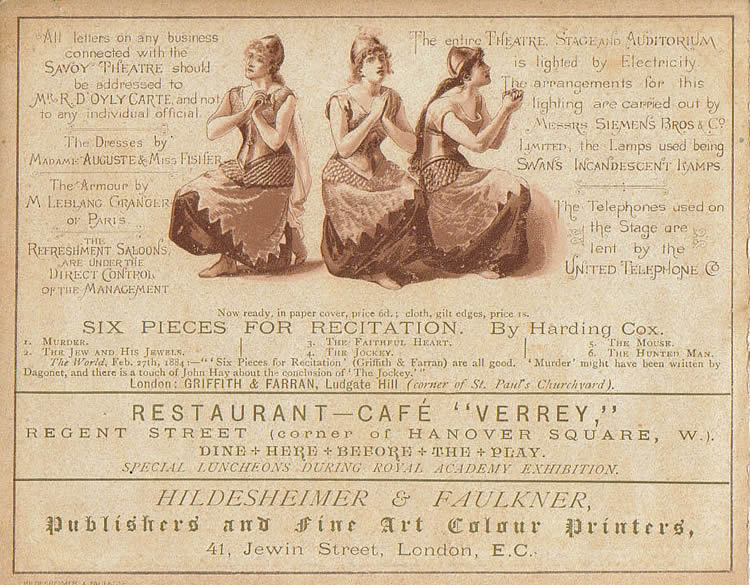 All letters on any business
connected with the
SAVOY THEATRE should
be addressed to
Mr. R. D'OYLY CARTE, and not
to any individual official.
The Dresses by
MADAME AUGUSTE & MISS FISHER.
The Armour by
M LEBLANC GRANGER
OF PARIS
THE
REFRESHMENT SALOONS,
ARE UNDER THE
DIRECT CONTROL
OF THE MANAGEMENT
The entire THEATRE, STAGE AND AUDITORIUM
is lighted by Electricity.
The arrangements for this
lighting are carried out by
MESSRS SIEMENS BROS & Co
LIMITED, the Lamps used being
SWAN'S INCANDESCENT LAMPS.
The Telephones used on
the Stage are
lent by the
UNITED TELEPHONE Co
Now ready, in paper cover, price 6d.; cloth, gilt edges, price 1s.
SIX PIECES FOR RECITATION. By Harding Cox.
1. MURDER.
2. THE JEW AND HIS JEWELS.
3. THE FAITHFUL HEART.
4. THE JOCKEY.
5. THE MOUSE.
6. THE HUNTED MAN.
The World, Feb. 27th, 1884:—"'Six Pieces for Recitation' (Griffith & Farran) are all good. 'Murder' might have been written by
Dagonet, and there is a touch of John Hay about the conclusion of 'The Jockey.'"
London: GRIFFITH & FARRAN, Ludgate Hill (corner of St. Paul's Churchyard).
RESTAURANT—CAFÉ "VERREY,"
REGENT STREET (corner of HANOVER SQUARE, W.).
DINE + HERE + BEFORE + THE + PLAY.
SPECIAL LUNCHEONS DURING ROYAL ACADEMY EXHIBITION.
HILDESHEIMER & FAULKNER,
Publishers and Fine Art Colour Printers,
41, Jewin Street, London, E.C.